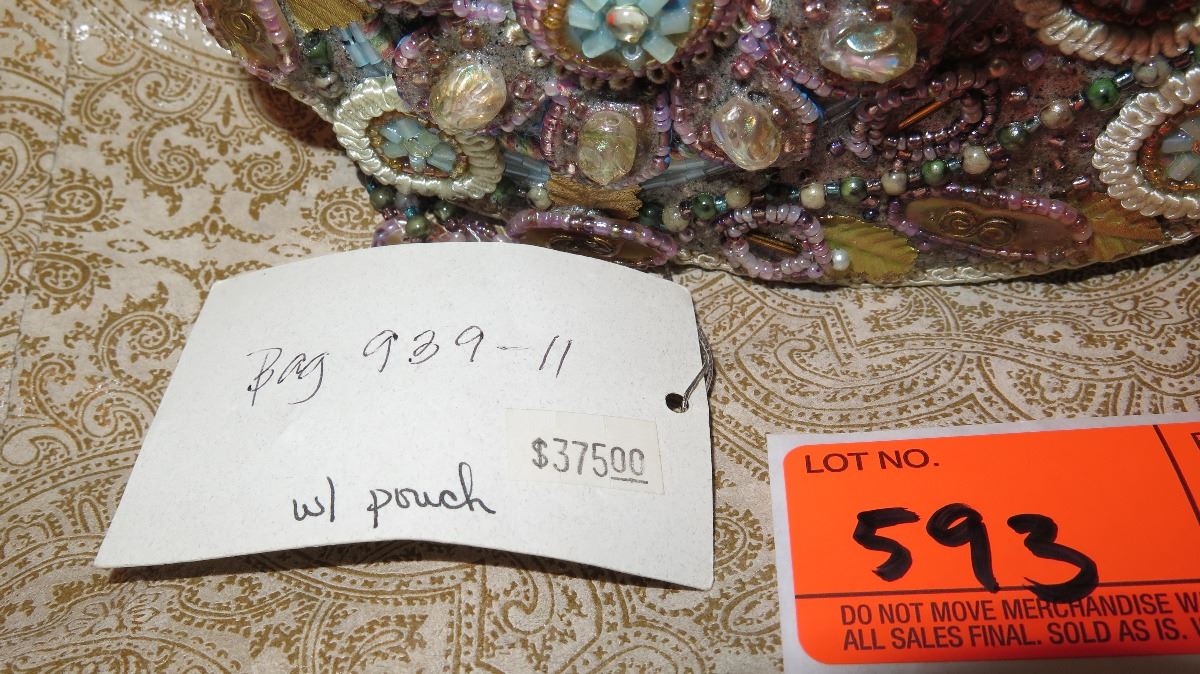 Bag 939-11
$37500
w/ pouch
LOT NO.
593
DO NOT MOVE MERCHANDISE
ALL SALES FINAL. SOLD AS IS.